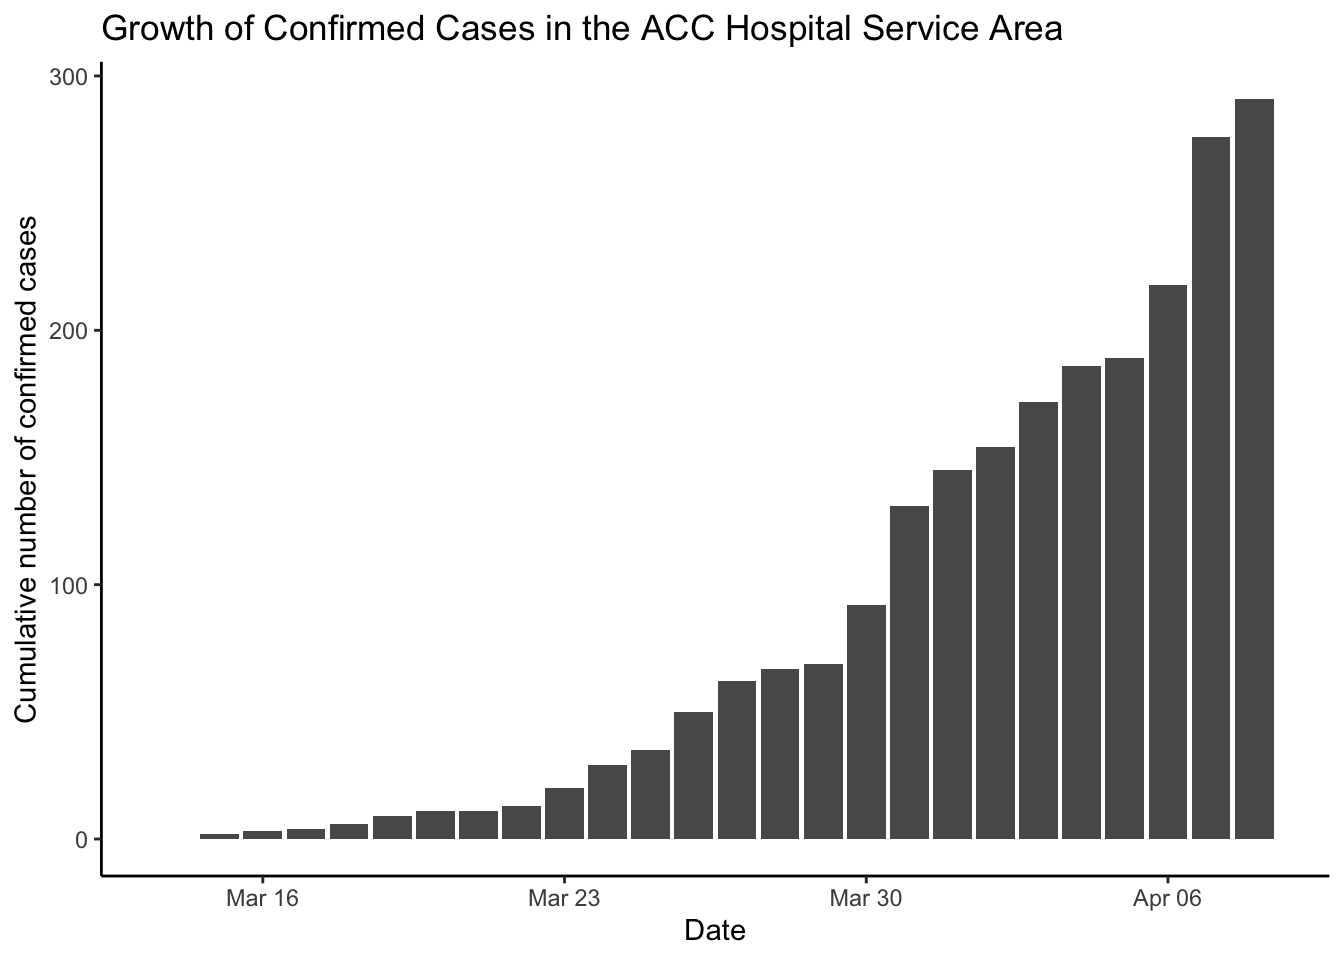 Growth of Confirmed Cases in the ACC Hospital Service Area
Cumulative number of confirmed cases
300
200
100
0
Mar 16
Mar 23
Mar 30
Apr 06
Date